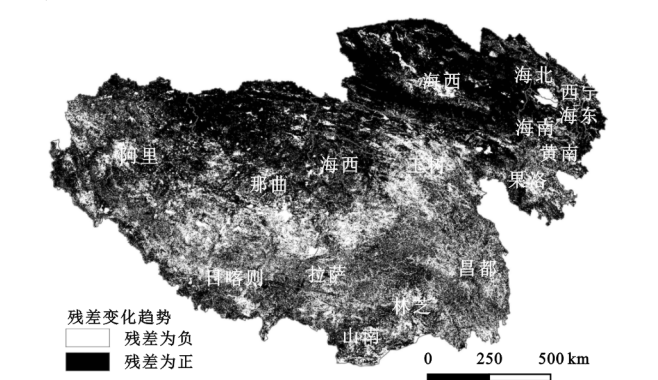 海西
海北
西宁
海东
海南
黄南
阿里
海西
玉树
那曲
果洛
日喀则
拉萨
昌都
林芝
山南
残差变化趋势
残差为负
残差为正
0 250 500 km